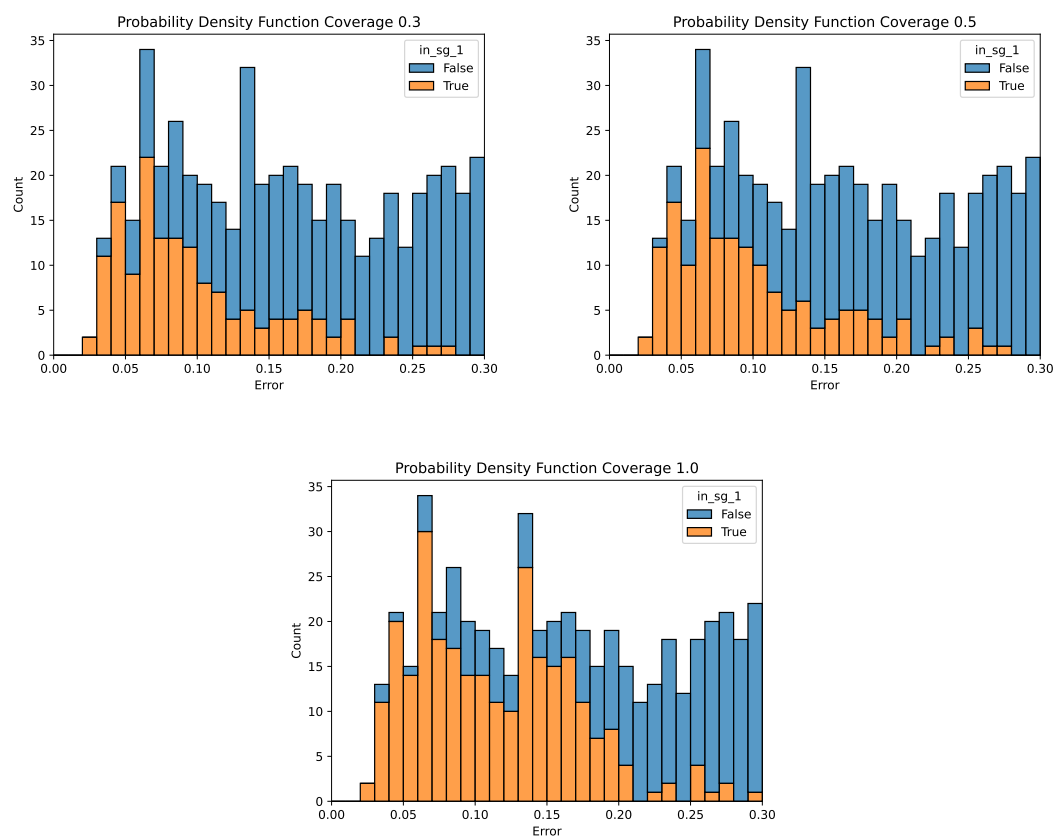 Probability Density Function Coverage 0.3
35
30
25
20
15
10
5
0
Count
in_sg_1
False
True
0.00 0.05 0.10 0.15 0.20 0.25 0.30
Error
Probability Density Function Coverage 0.5
35
30
25
20
15
10
5
0
Count
in_sg_1
False
True
0.00 0.05 0.10 0.15 0.20 0.25 0.30
Error
Probability Density Function Coverage 1.0
35
30
25
20
15
10
5
0
Count
in_sg_1
False
True
0.00 0.05 0.10 0.15 0.20 0.25 0.30
Error